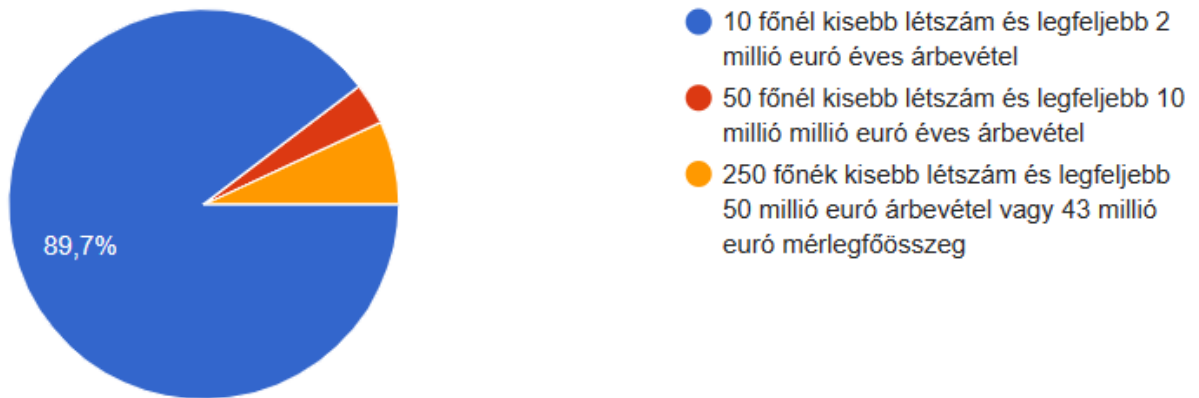 89,7%
10 főnél kisebb létszám és legfeljebb 2
millió euró éves árbevétel
50 főnél kisebb létszám és legfeljebb 10
millió millió euró éves árbevétel
250 főnék kisebb létszám és legfeljebb
50 millió euró árbevétel vagy 43 millió
euró mérlegfőösszeg